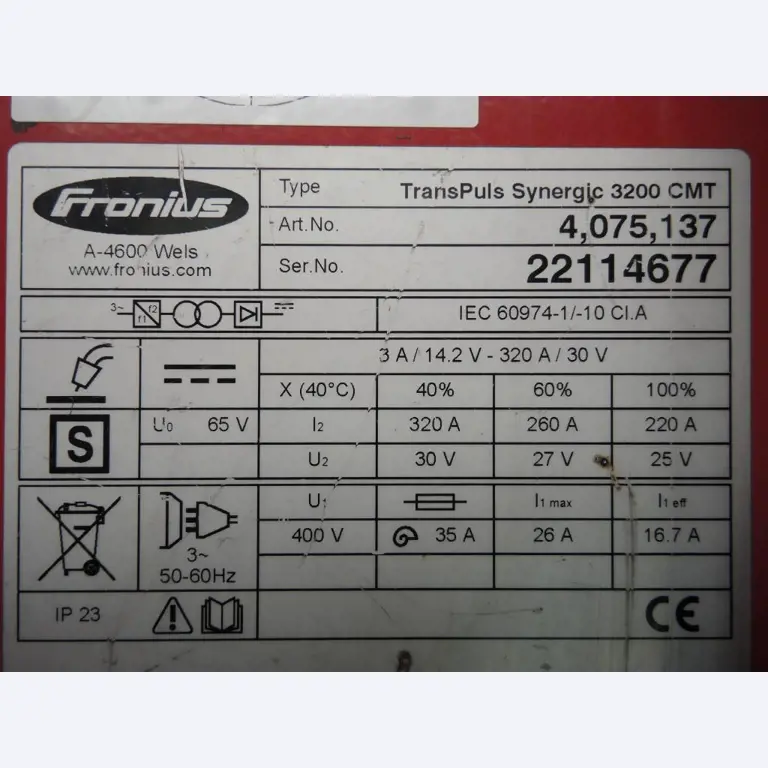 Fronius
A-4600 Wels
www.fronius.com
Type TransPuls Synergic 3200 CMT
Art.No. 4,075,137
Ser.No. 22114677
3~ f1 f2
IEC 60974-1/-10 Cl.A
3 A / 14.2 V - 320 A / 30 V
X (40°C) 40% 60% 100%
S
U0 65 V I2 320 A 260 A 220 A
U2 30 V 27 V 25 V
U1 I1 max I1 eff
400 V 35 A 26 A 16.7 A
3~
50-60Hz
IP 23
CE